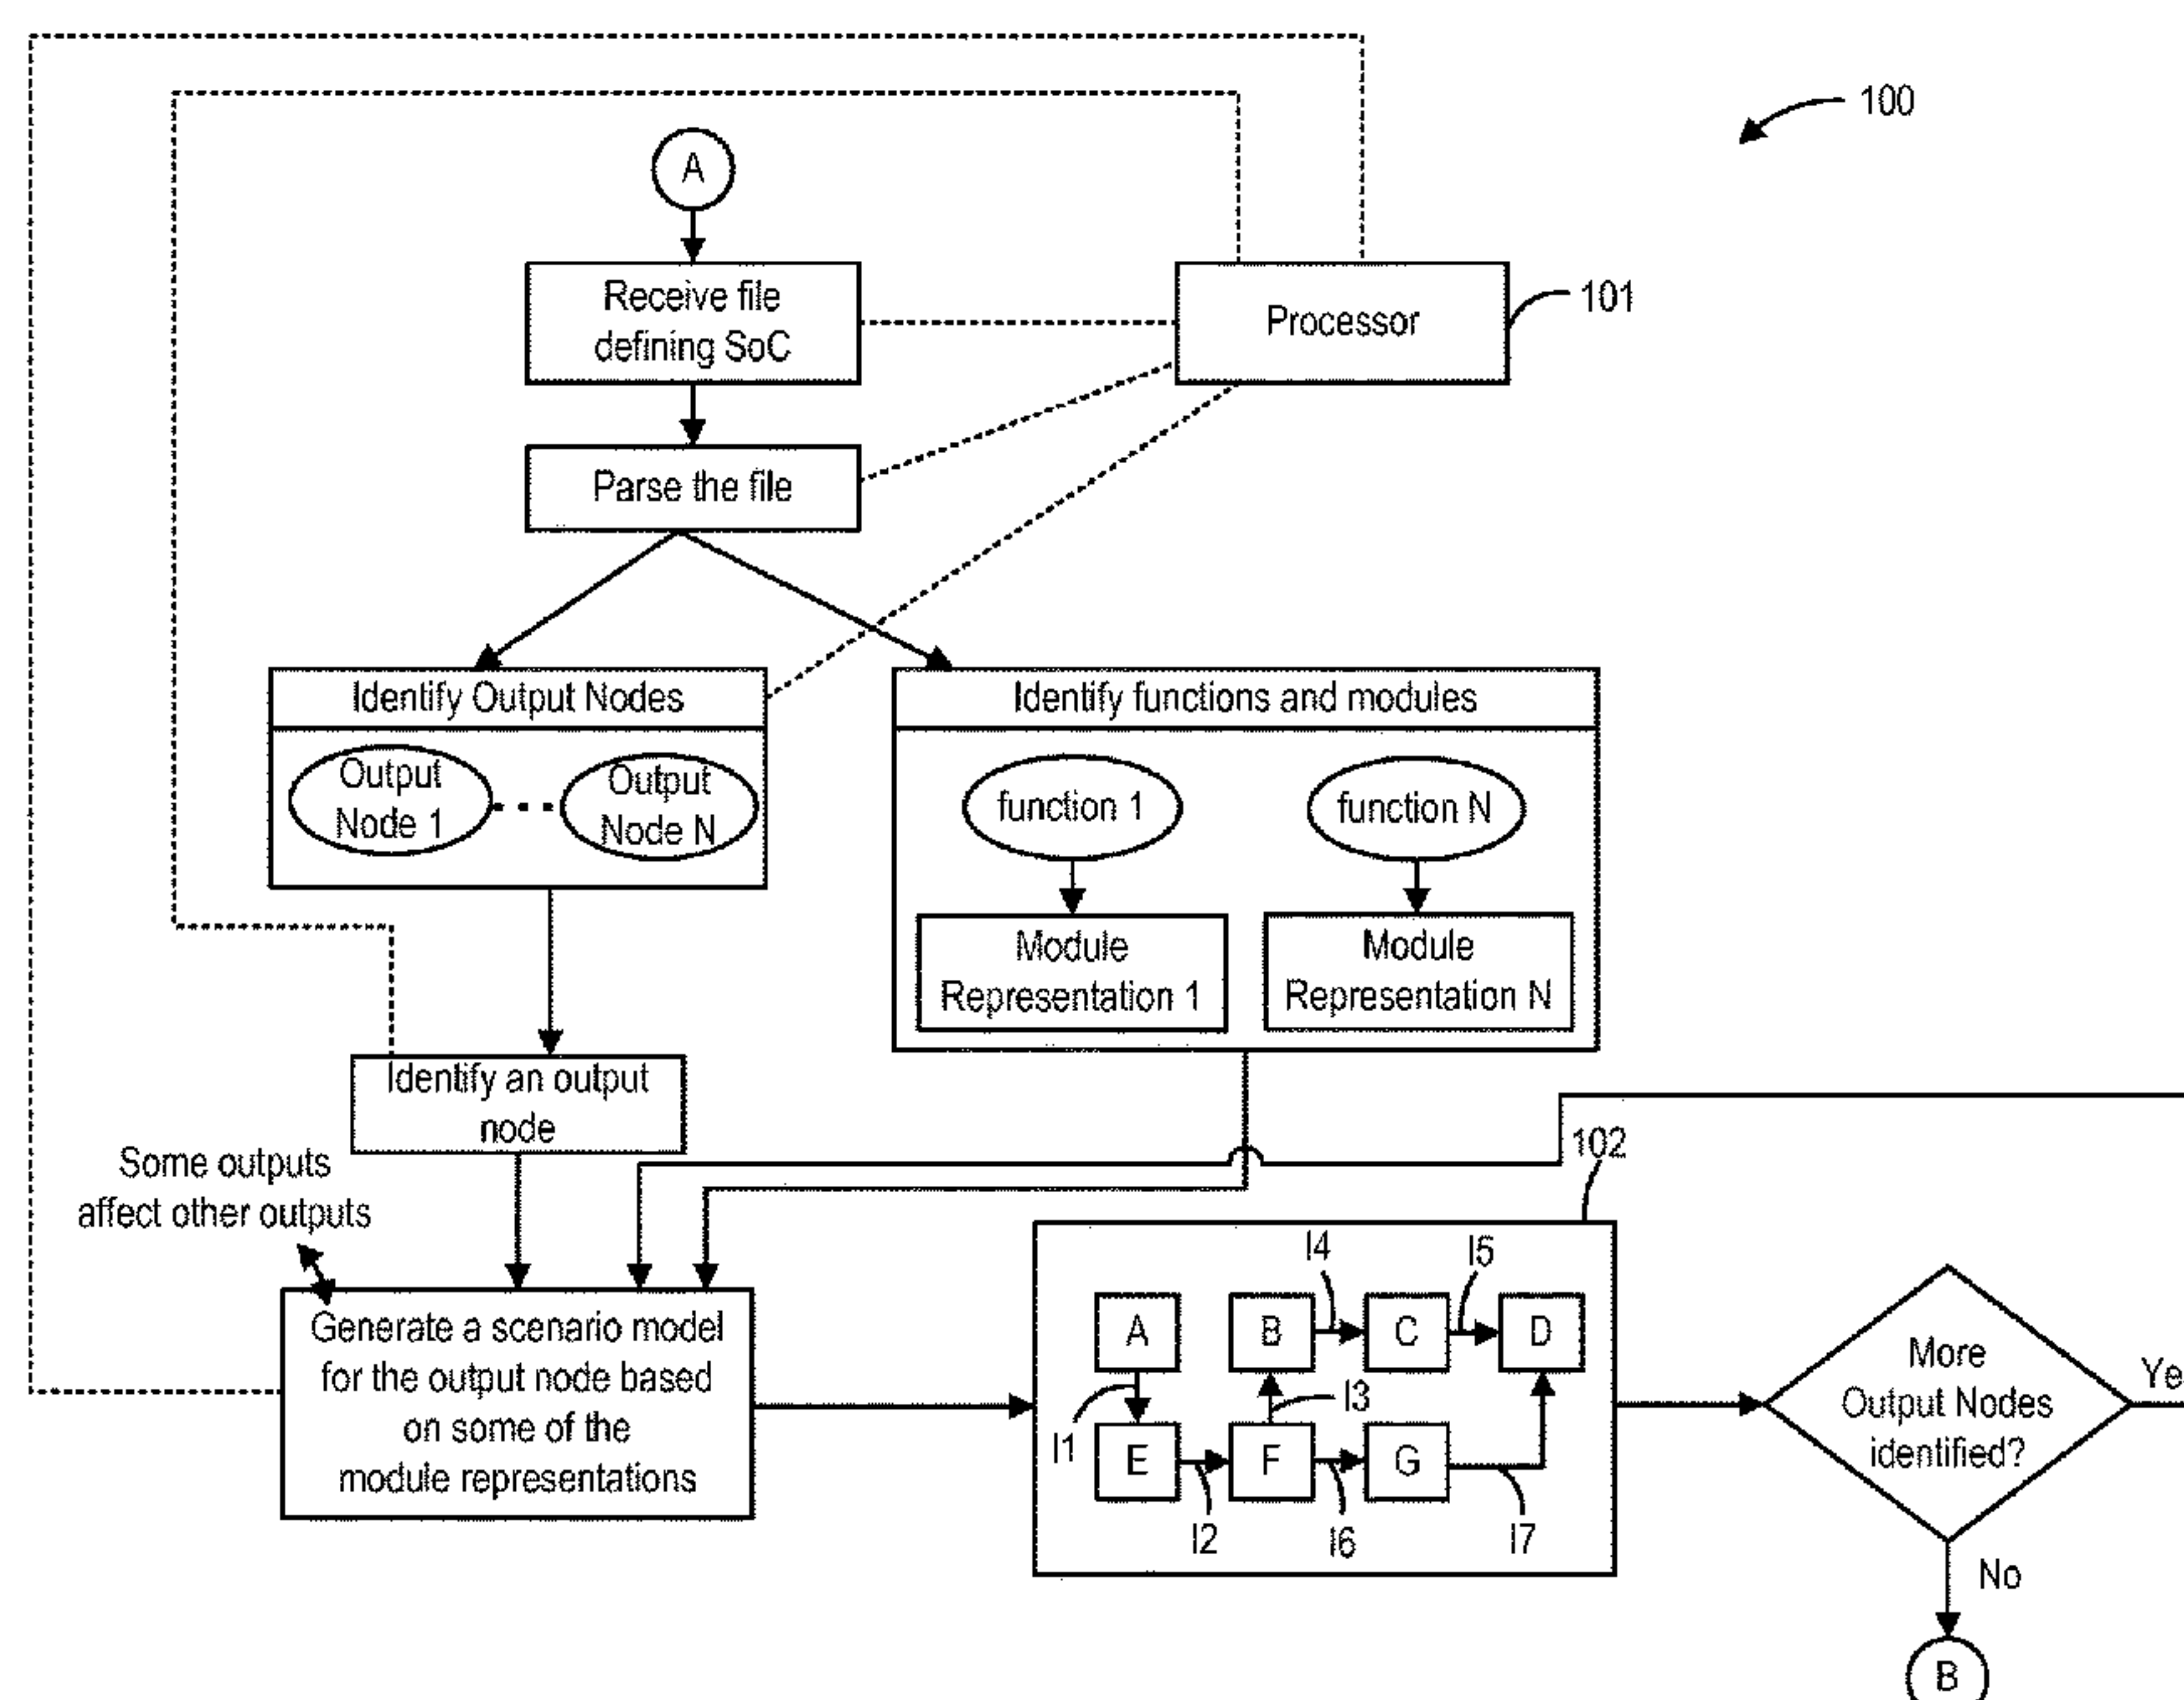 100
A
Receive file
defining SoC
Processor
101
Parse the file
Identify Output Nodes
Output
Node 1
Output
Node N
Identify functions and modules
function 1
function N
Module
Representation 1
Module
Representation N
Identify an output
node
Some outputs
affect other outputs
Generate a scenario model
for the output node based
on some of the
module representations
102
I4
I5
A
B
C
D
I1
I3
E
F
G
I2
I6
I7
More
Output Nodes
identified?
Ye
No
B